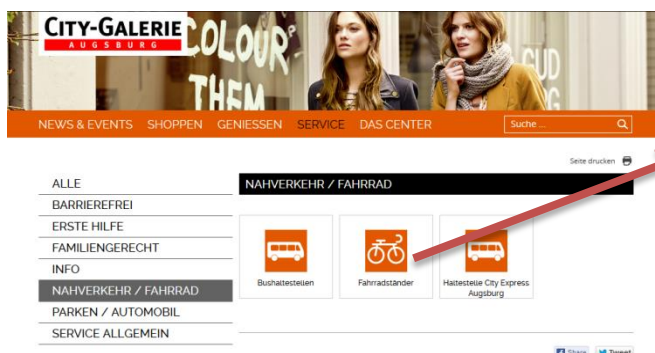 CITY-GALERIE
AUGSBURG
COLOUR
THEM
NEWS & EVENTS SHOPPEN GENIESSEN SERVICE DAS CENTER Suche ...
Seite drucken
ALLE
BARRIEREFREI
ERSTE HILFE
FAMILIENGERECHT
INFO
NAHVERKEHR / FAHRRAD
PARKEN / AUTOMOBIL
SERVICE ALLGEMEIN
NAHVERKEHR / FAHRRAD
Bushaltestellen
Fahrradständer
Haltestelle City Express
Augsburg
Share Tweet